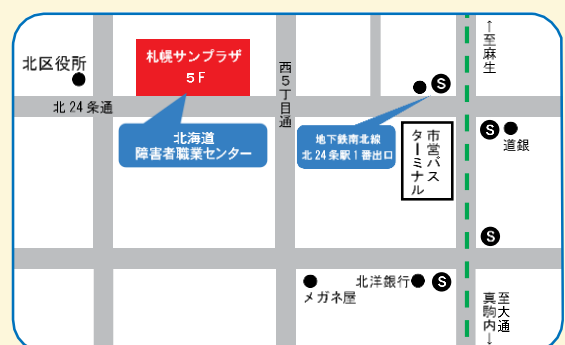 札幌サンプラザ
5F
北区役所
北24条通
北海道
障害者職業センター
西5丁目通
地下鉄南北線
北24条駅1番出口
市営バス
ターミナル
↑至麻生
S
S
道銀
S
メガネ屋
北洋銀行
S
至大通
真駒内↓